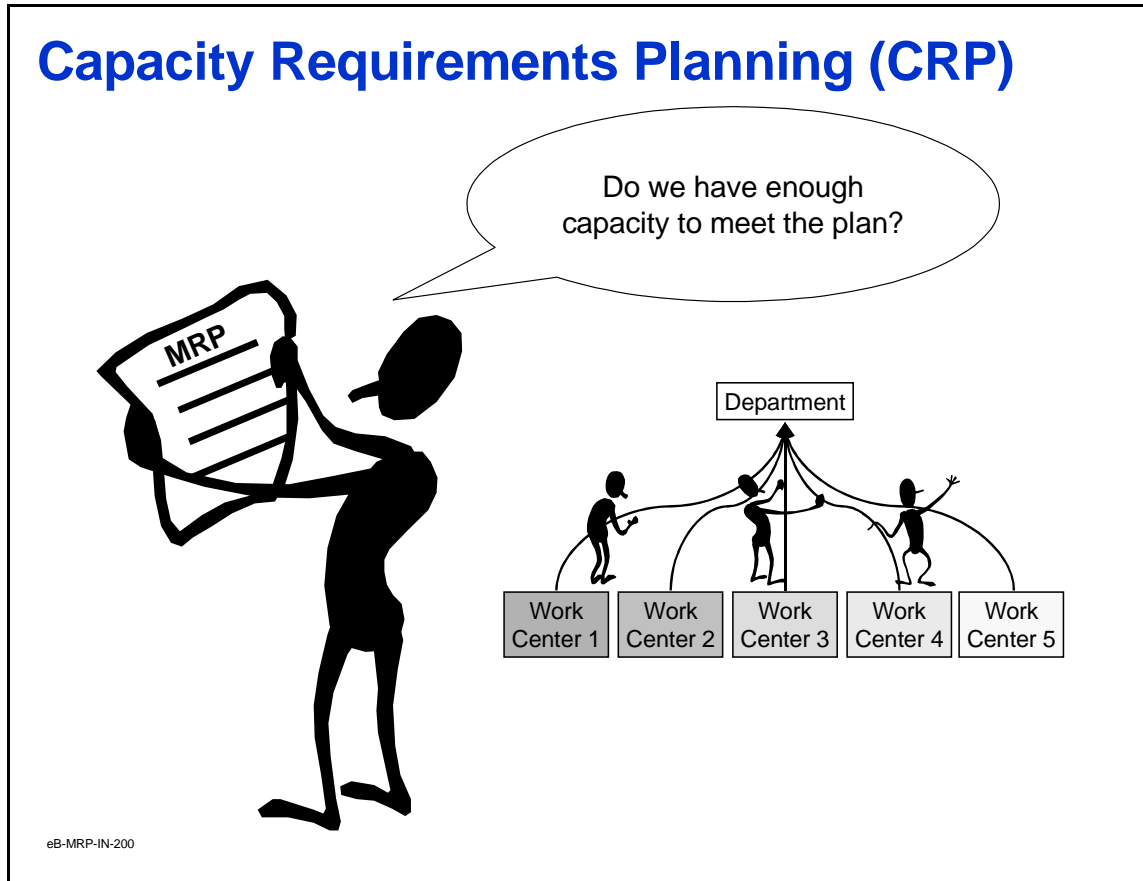 Capacity Requirements Planning (CRP)
Do we have enough
capacity to meet the plan?
MRP
Department
Work
Center 1
Work
Center 2
Work
Center 3
Work
Center 4
Work
Center 5
eB-MRP-IN-200